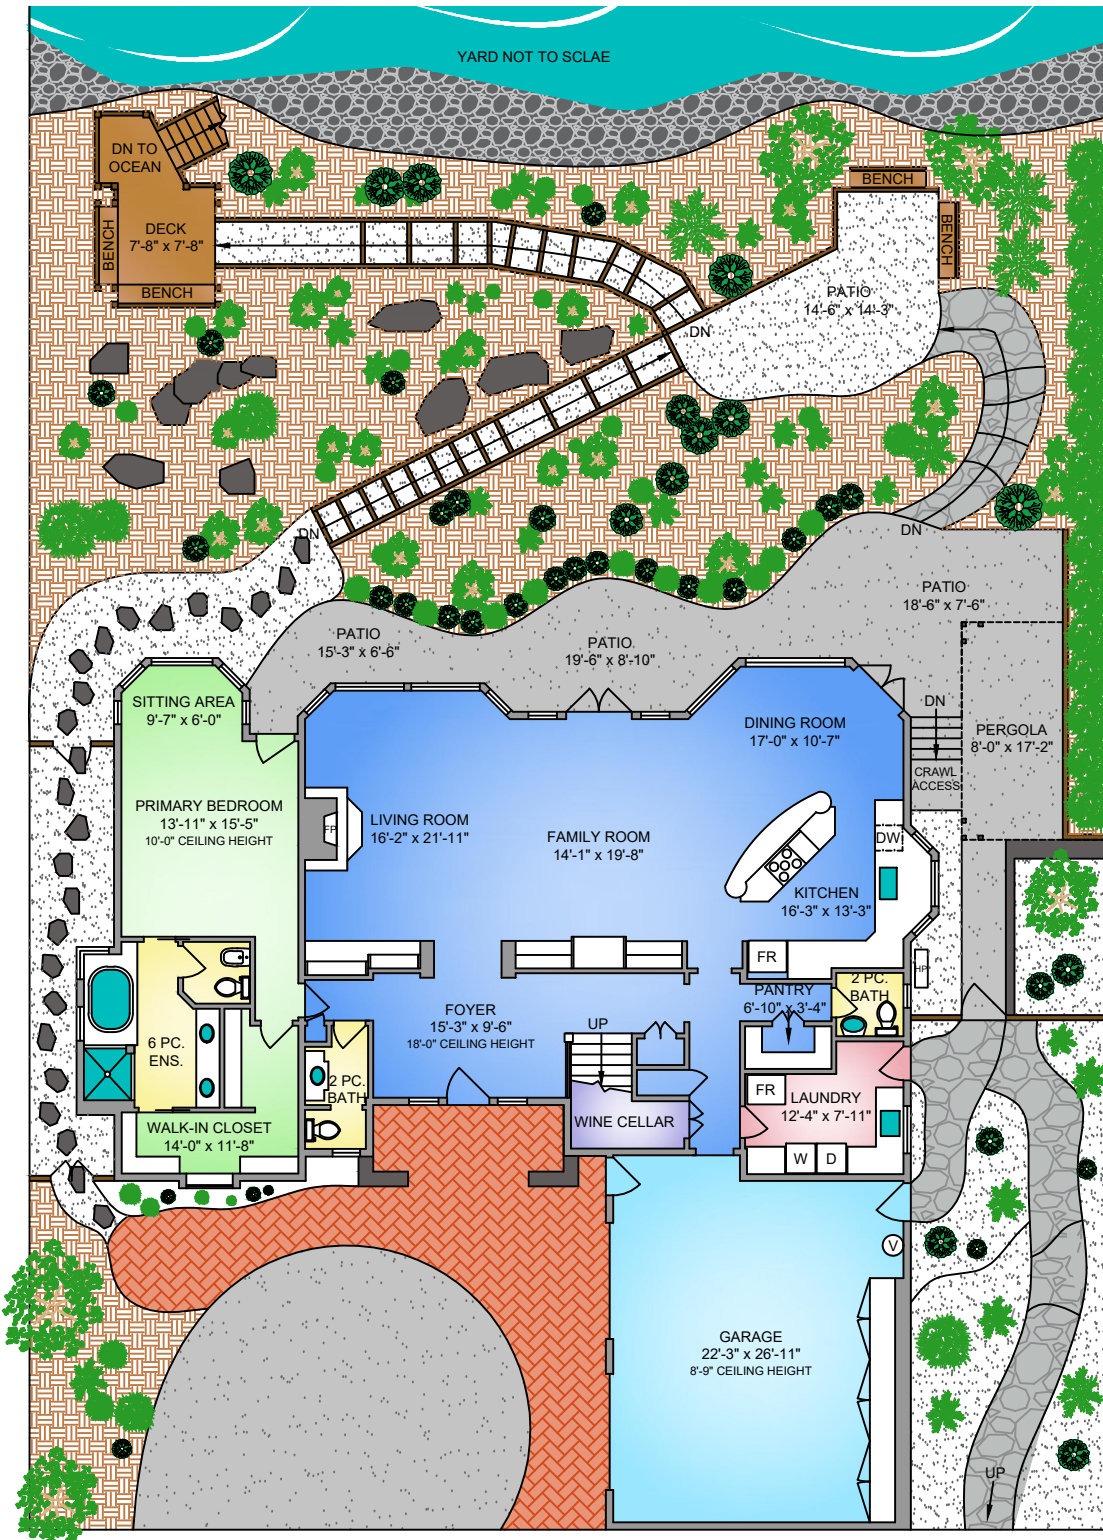 YARD NOT TO SCLAE
DN TO
OCEAN
BENCH
DECK
7'-8" x 7'-8"
BENCH
BENCH
BENCH
PATIO
14'-6" x 14'-3"
DN
DN
DN
PATIO
18'-6" x 7'-6"
PATIO
15'-3" x 6'-6"
PATIO
19'-6" x 8'-10"
SITTING AREA
9'-7" x 6'-0"
DINING ROOM
17'-0" x 10'-7"
DN
PERGOLA
8'-0" x 17'-2"
CRAWL
ACCESS
PRIMARY BEDROOM
13'-11" x 15'-5"
10'-0" CEILING HEIGHT
FP
LIVING ROOM
16'-2" x 21'-11"
FAMILY ROOM
14'-1" x 19'-8"
DW
KITCHEN
16'-3" x 13'-3"
FR
HP
2 PC.
BATH
PANTRY
6'-10" x 3'-4"
FOYER
15'-3" x 9'-6"
18'-0" CEILING HEIGHT
UP
6 PC.
ENS.
2 PC.
BATH
FR
LAUNDRY
12'-4" x 7'-11"
WALK-IN CLOSET
14'-0" x 11'-8"
WINE CELLAR
W
D
V
GARAGE
22'-3" x 26'-11"
8'-9" CEILING HEIGHT
UP